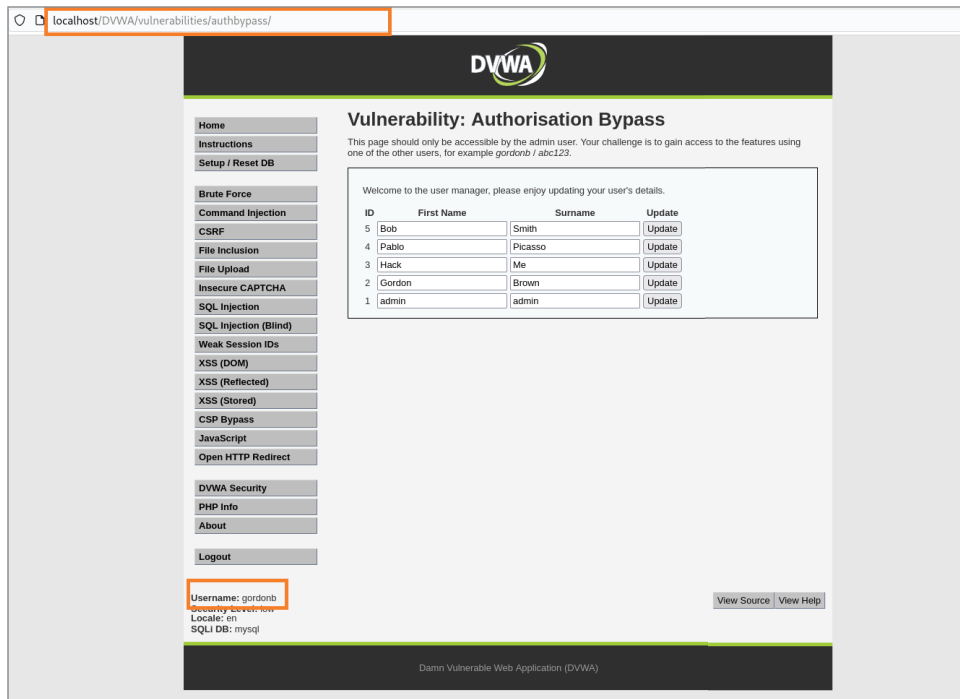 localhost/DVWA/vulnerabilities/authbypass/
DVWA
Home
Instructions
Setup / Reset DB
Brute Force
Command Injection
CSRF
File Inclusion
File Upload
Insecure CAPTCHA
SQL Injection
SQL Injection (Blind)
Weak Session IDs
XSS (DOM)
XSS (Reflected)
XSS (Stored)
CSP Bypass
JavaScript
Open HTTP Redirect
DVWA Security
PHP Info
About
Logout
Vulnerability: Authorisation Bypass
This page should only be accessible by the admin user. Your challenge is to gain access to the features using
one of the other users, for example gordonb / abc123.
Welcome to the user manager, please enjoy updating your user's details.
ID First Name Surname Update
5 Bob Smith Update
4 Pablo Picasso Update
3 Hack Me Update
2 Gordon Brown Update
1 admin admin Update
Username: gordonb
Security Level: low
Locale: en
SQLi DB: mysql
View Source View Help
Damn Vulnerable Web Application (DVWA)